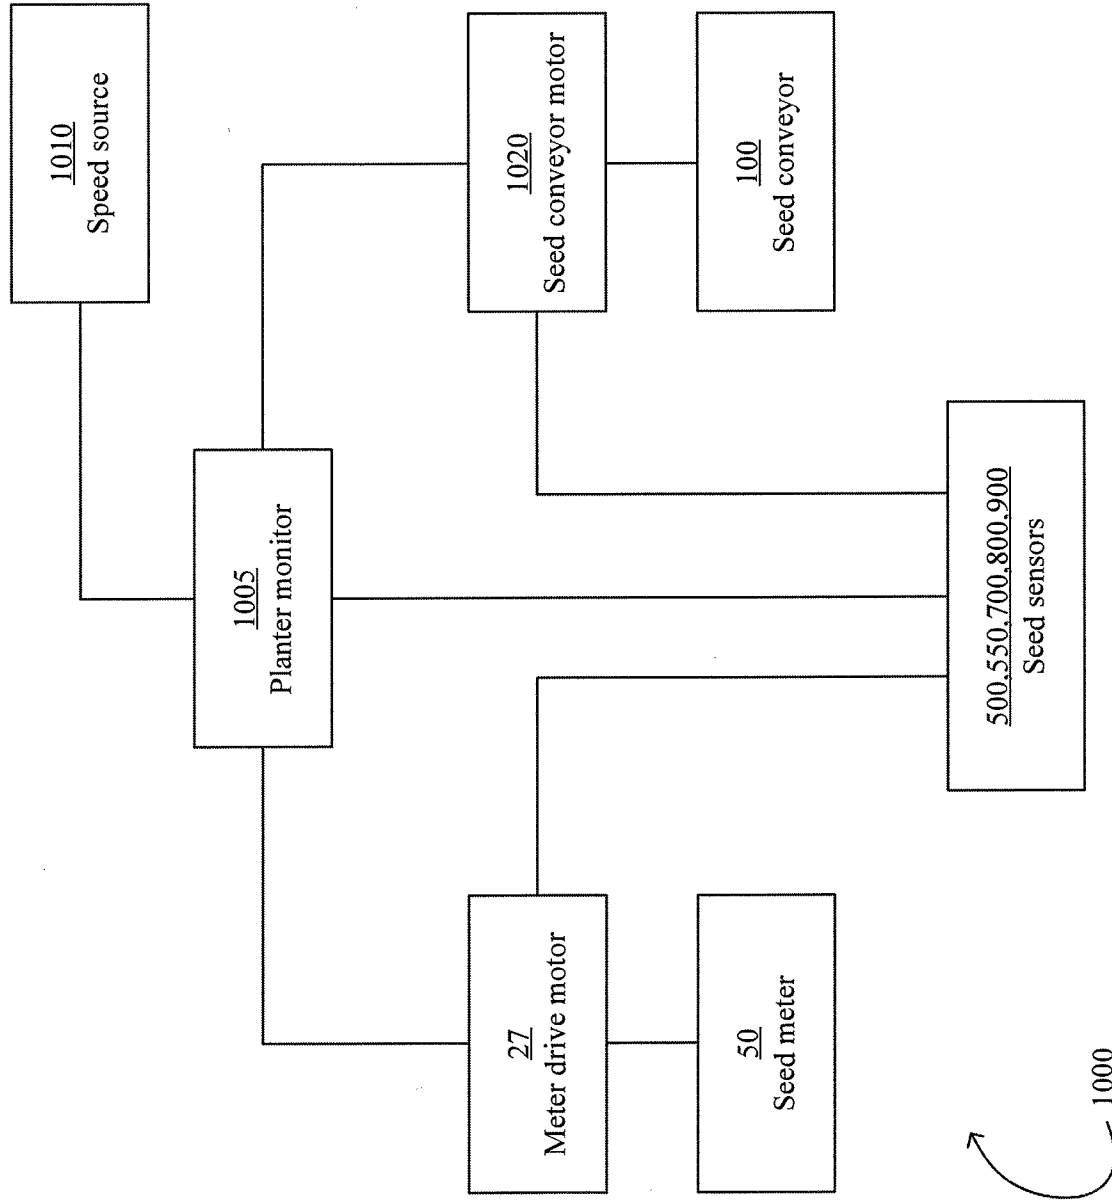 1010
Speed source
1005
Planter monitor
1020
Seed conveyor motor
100
Seed conveyor
27
Meter drive motor
50
Seed meter
500,550,700,800,900
Seed sensors
1000